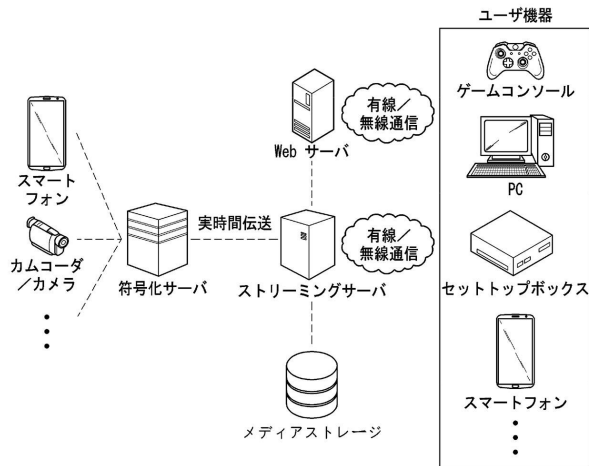 ユーザ機器
ゲームコンソール
PC
セットトップボックス
スマートフォン
有線/
無線通信
Web サーバ
有線/
無線通信
ストリーミングサーバ
実時間伝送
符号化サーバ
メディアストレージ
スマート
フォン
カムコーダ
/カメラ